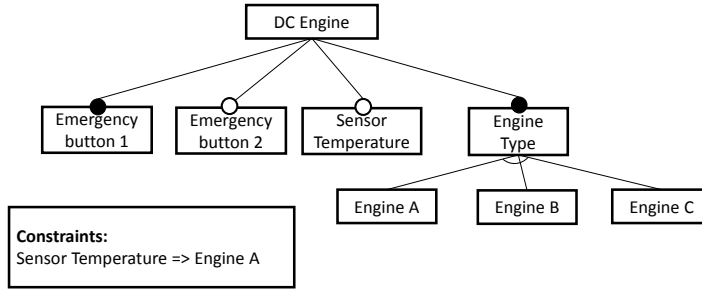 DC Engine
Emergency
button 1
Emergency
button 2
Sensor
Temperature
Engine
Type
Engine A
Engine B
Engine C
Constraints:
Sensor Temperature => Engine A